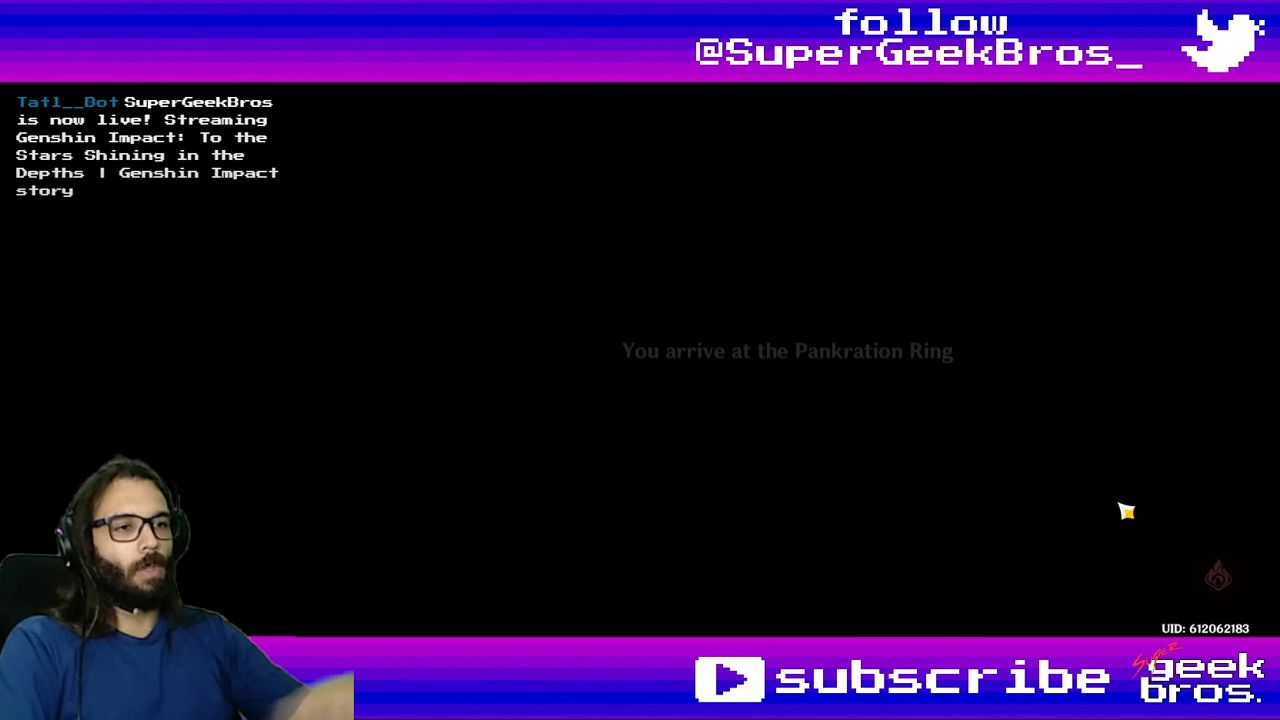 follow
@SuperGeekBros_
Tatl__Bot SuperGeekBros
is now live! Streaming
Genshin Impact: To the
Stars Shining in the
Depths | Genshin Impact
story
You arrive at the Pankration Ring
UID: 612062183
subscribe
super
geek
bros.